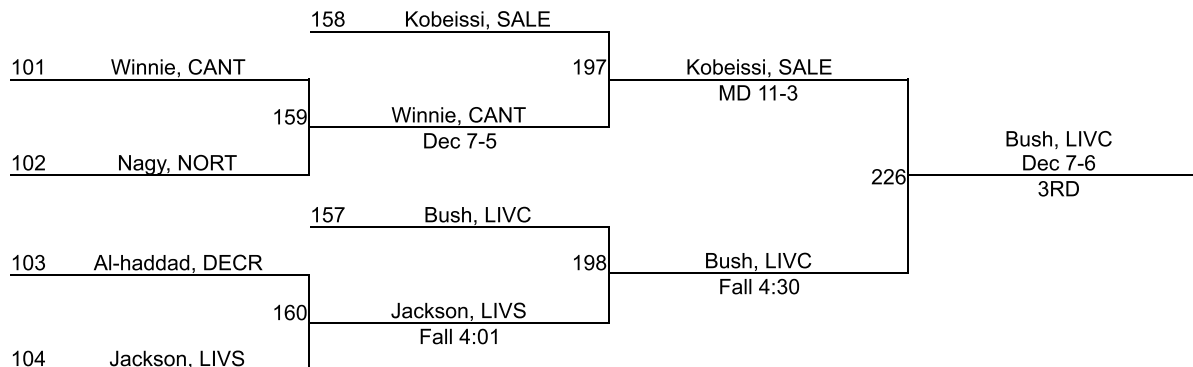 158 Kobeissi, SALE
101 Winnie, CANT
197 Kobeissi, SALE
MD 11-3
159 Winnie, CANT
Dec 7-5
Bush, LIVC
102 Nagy, NORT
Dec 7-6
226
3RD
157 Bush, LIVC
103 Al-haddad, DECR
198 Bush, LIVC
Fall 4:30
160 Jackson, LIVS
Fall 4:01
104 Jackson, LIVS